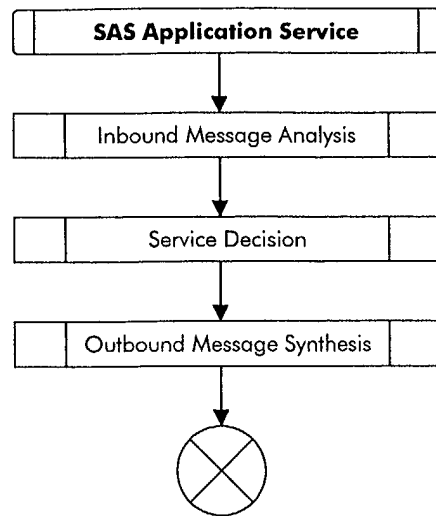 SAS Application Service
Inbound Message Analysis
Service Decision
Outbound Message Synthesis